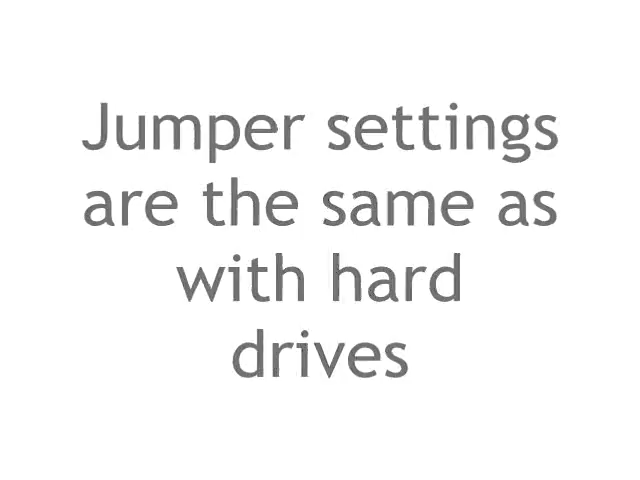 Jumper settings
are the same as
with hard
drives